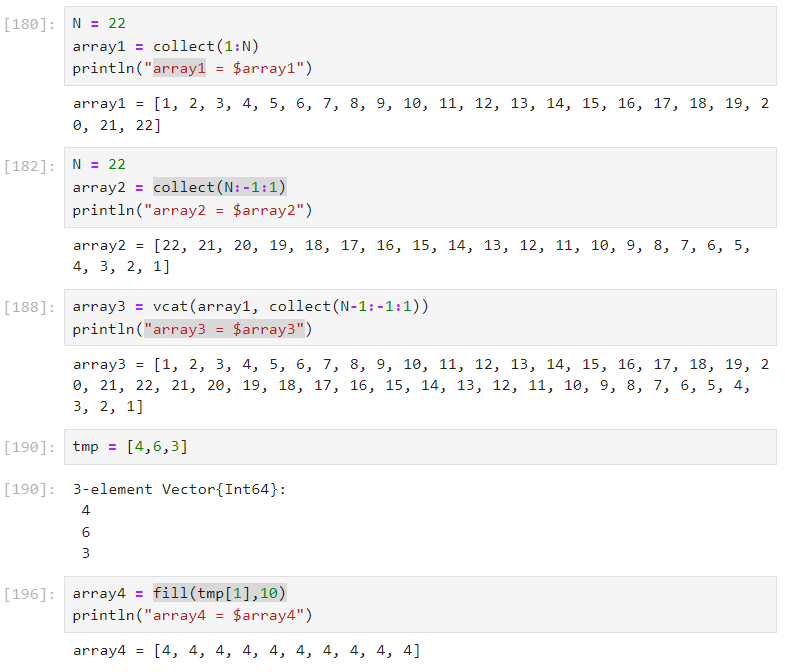 [180]: N = 22
array1 = collect(1:N)
println("array1 = $array1")
array1 = [1, 2, 3, 4, 5, 6, 7, 8, 9, 10, 11, 12, 13, 14, 15, 16, 17, 18, 19, 2
0, 21, 22]
[182]: N = 22
array2 = collect(N:-1:1)
println("array2 = $array2")
array2 = [22, 21, 20, 19, 18, 17, 16, 15, 14, 13, 12, 11, 10, 9, 8, 7, 6, 5,
4, 3, 2, 1]
[188]: array3 = vcat(array1, collect(N-1:-1:1))
println("array3 = $array3")
array3 = [1, 2, 3, 4, 5, 6, 7, 8, 9, 10, 11, 12, 13, 14, 15, 16, 17, 18, 19, 2
0, 21, 22, 21, 20, 19, 18, 17, 16, 15, 14, 13, 12, 11, 10, 9, 8, 7, 6, 5, 4,
3, 2, 1]
[190]: tmp = [4,6,3]
[190]: 3-element Vector{Int64}:
4
6
3
[196]: array4 = fill(tmp[1],10)
println("array4 = $array4")
array4 = [4, 4, 4, 4, 4, 4, 4, 4, 4, 4]